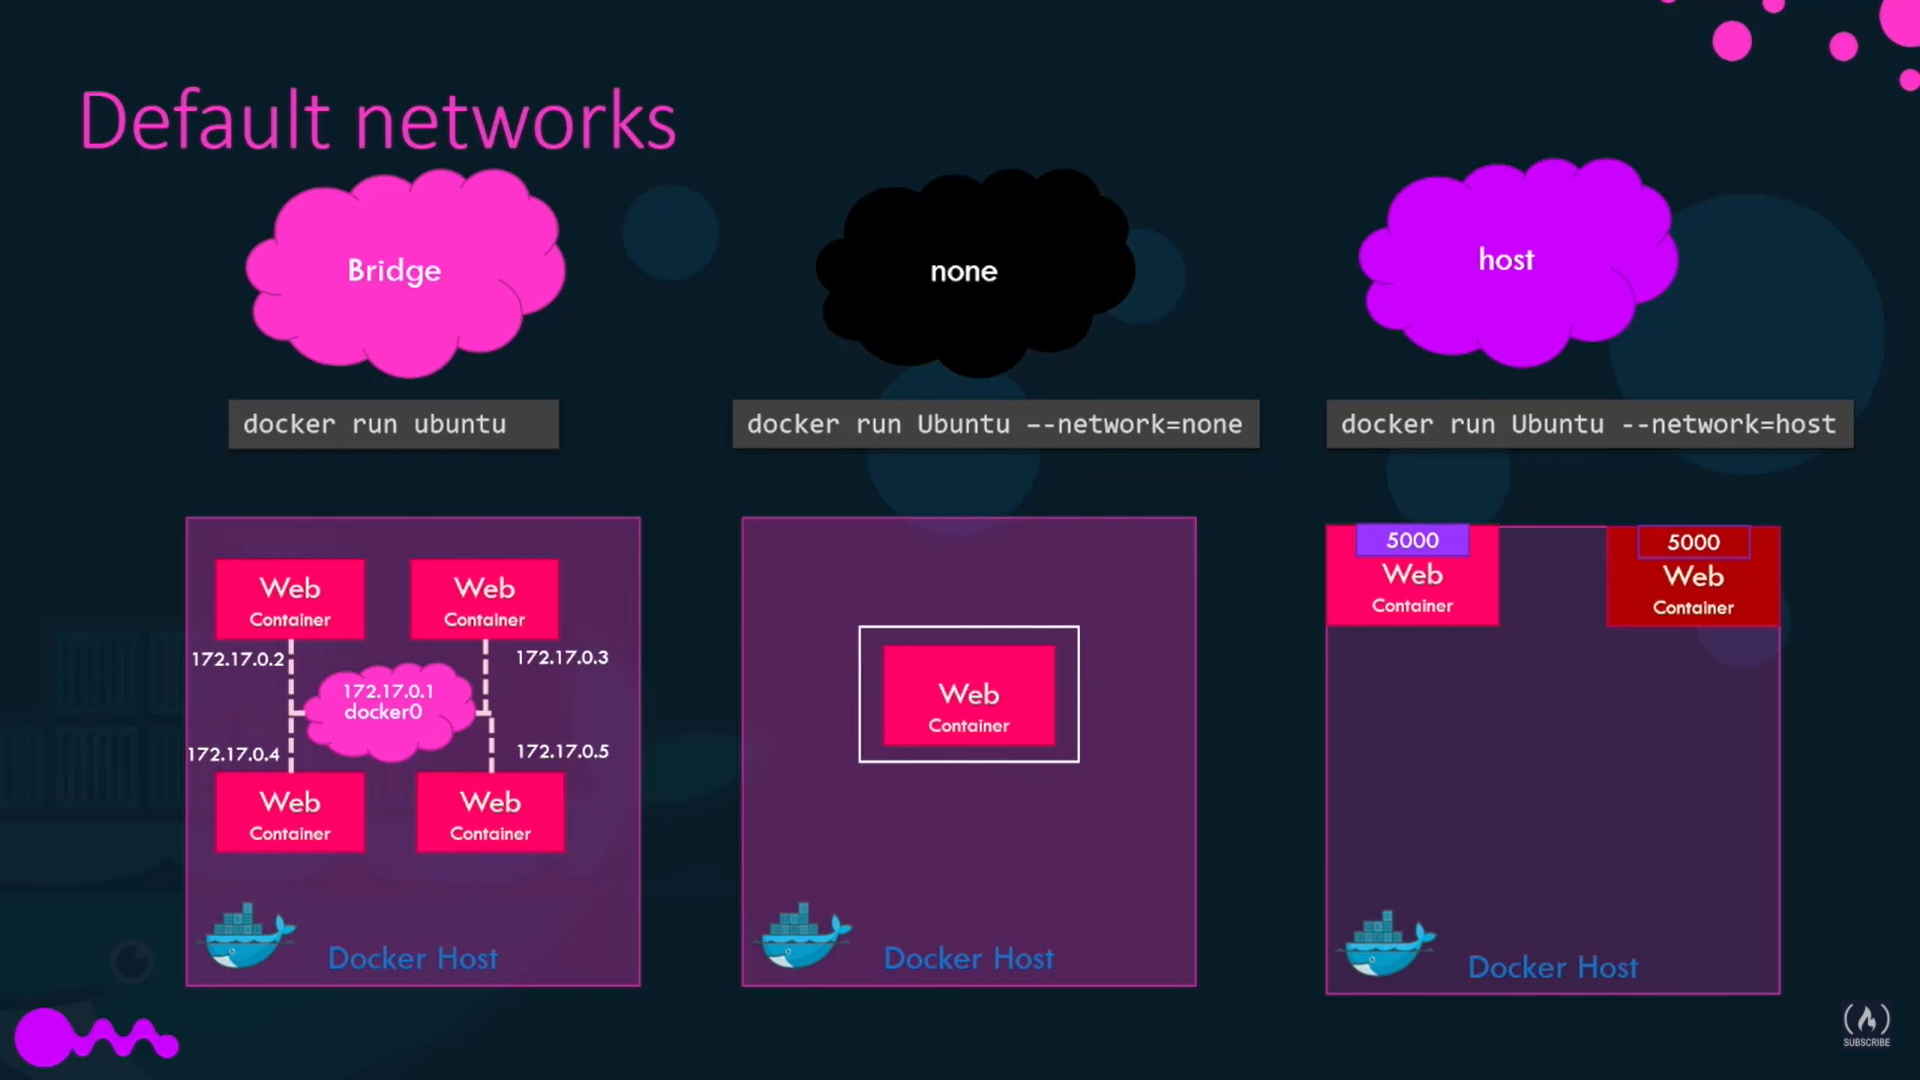 Default networks
Bridge
none
host
docker run ubuntu
docker run Ubuntu –-network=none
docker run Ubuntu --network=host
Web
Container
Web
Container
172.17.0.2
172.17.0.3
172.17.0.1
docker0
172.17.0.4
172.17.0.5
Web
Container
Web
Container
Docker Host
Web
Container
Docker Host
5000
Web
Container
5000
Web
Container
Docker Host
SUBSCRIBE